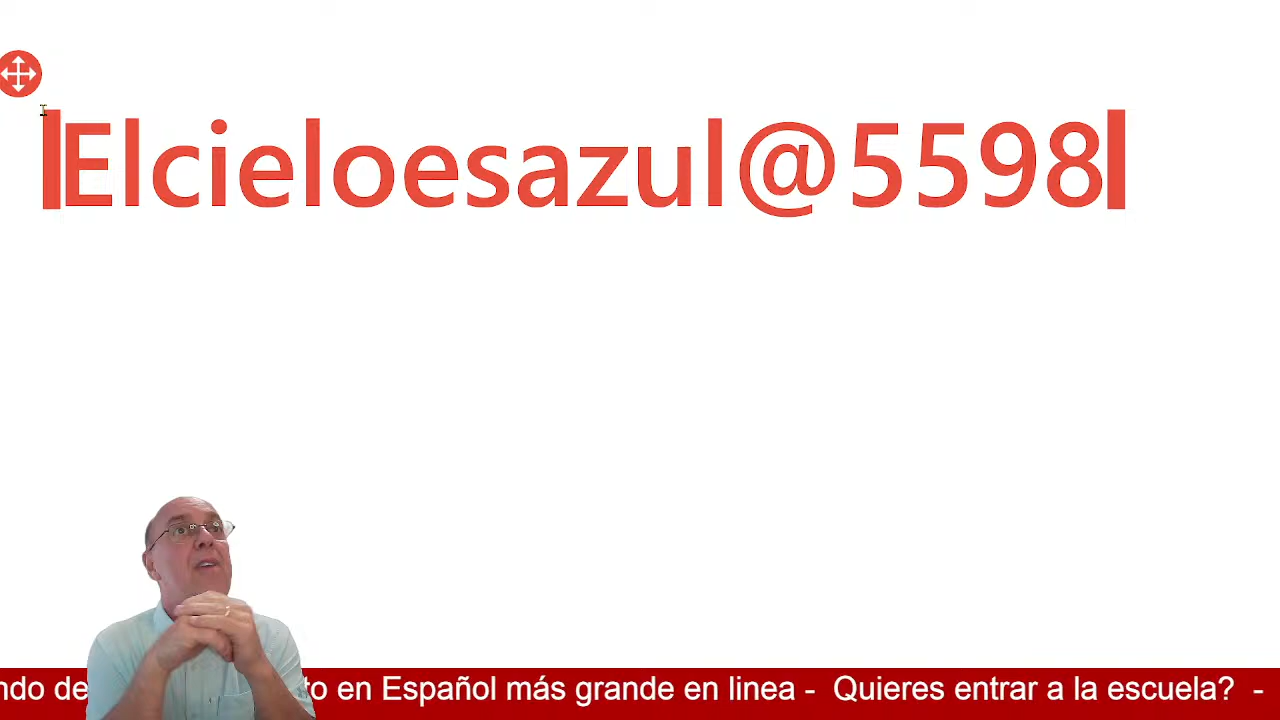 Elcieloesazul@5598
ndo de to en Español más grande en linea - Quieres entrar a la escuela? -